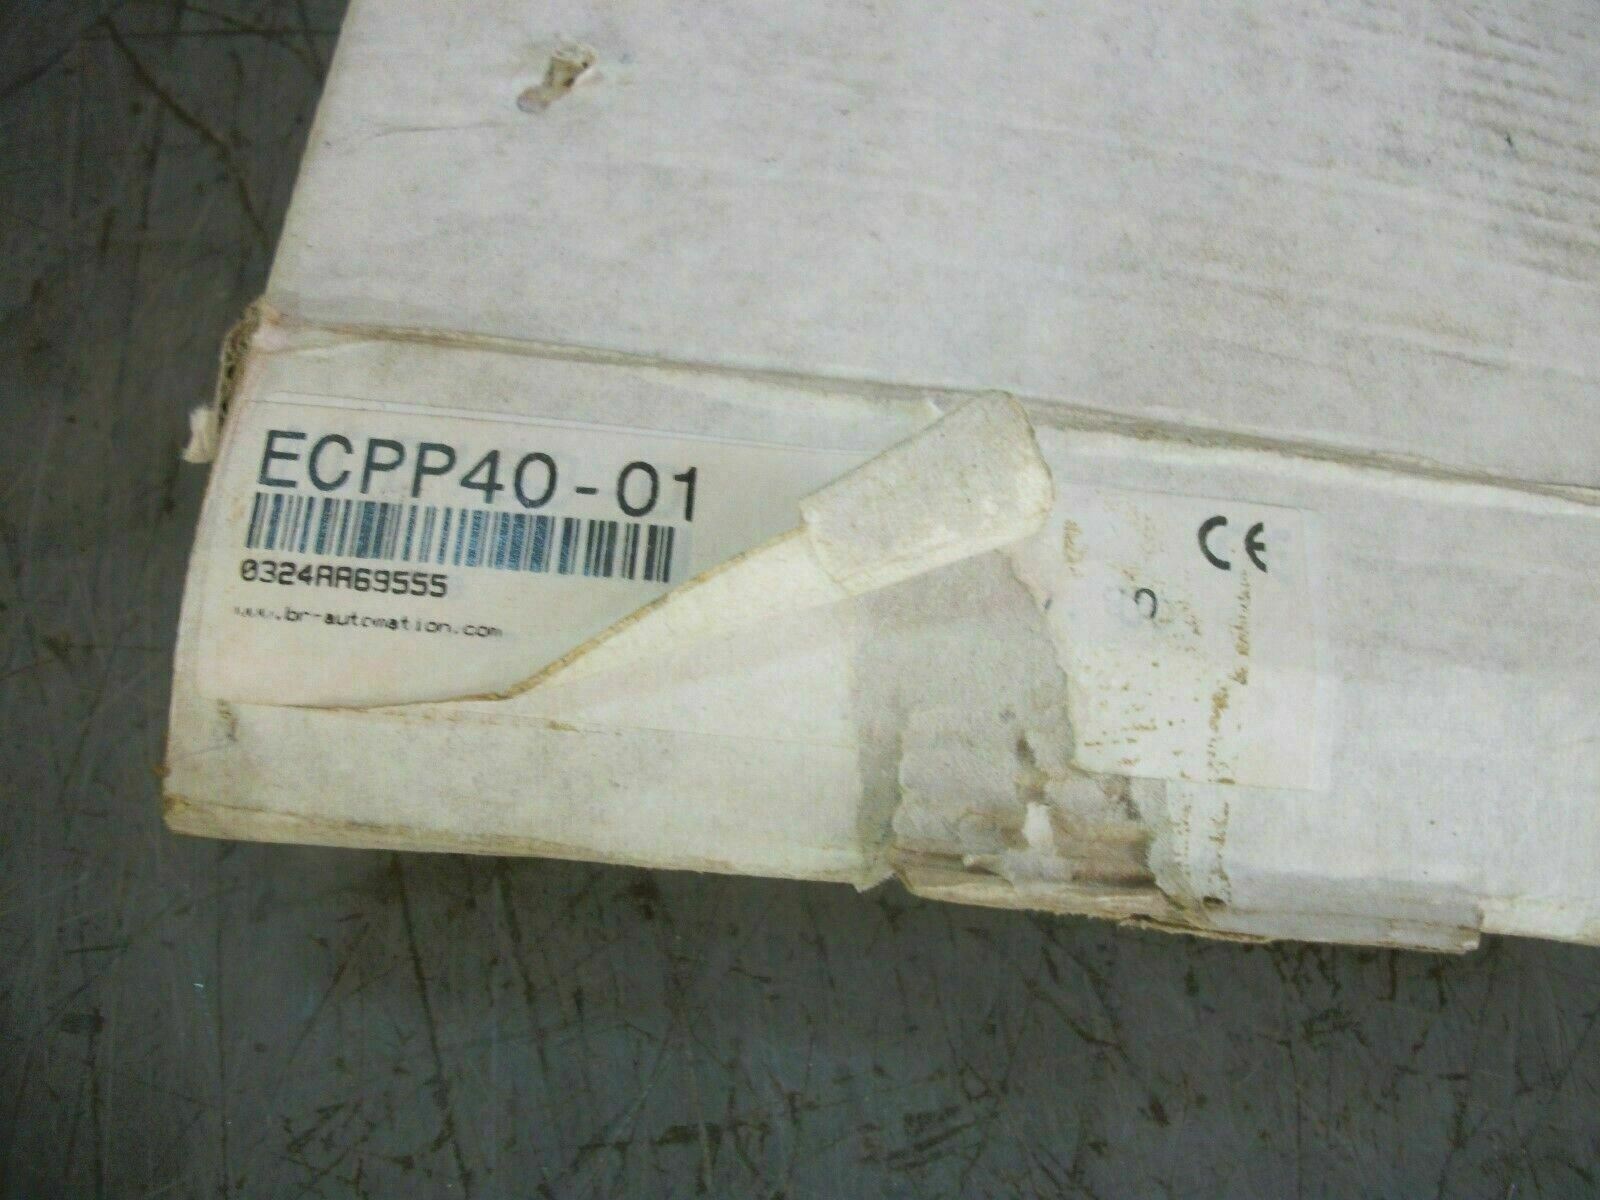 ECPP40-01
0324AA69555
www.br-automation.com
CE